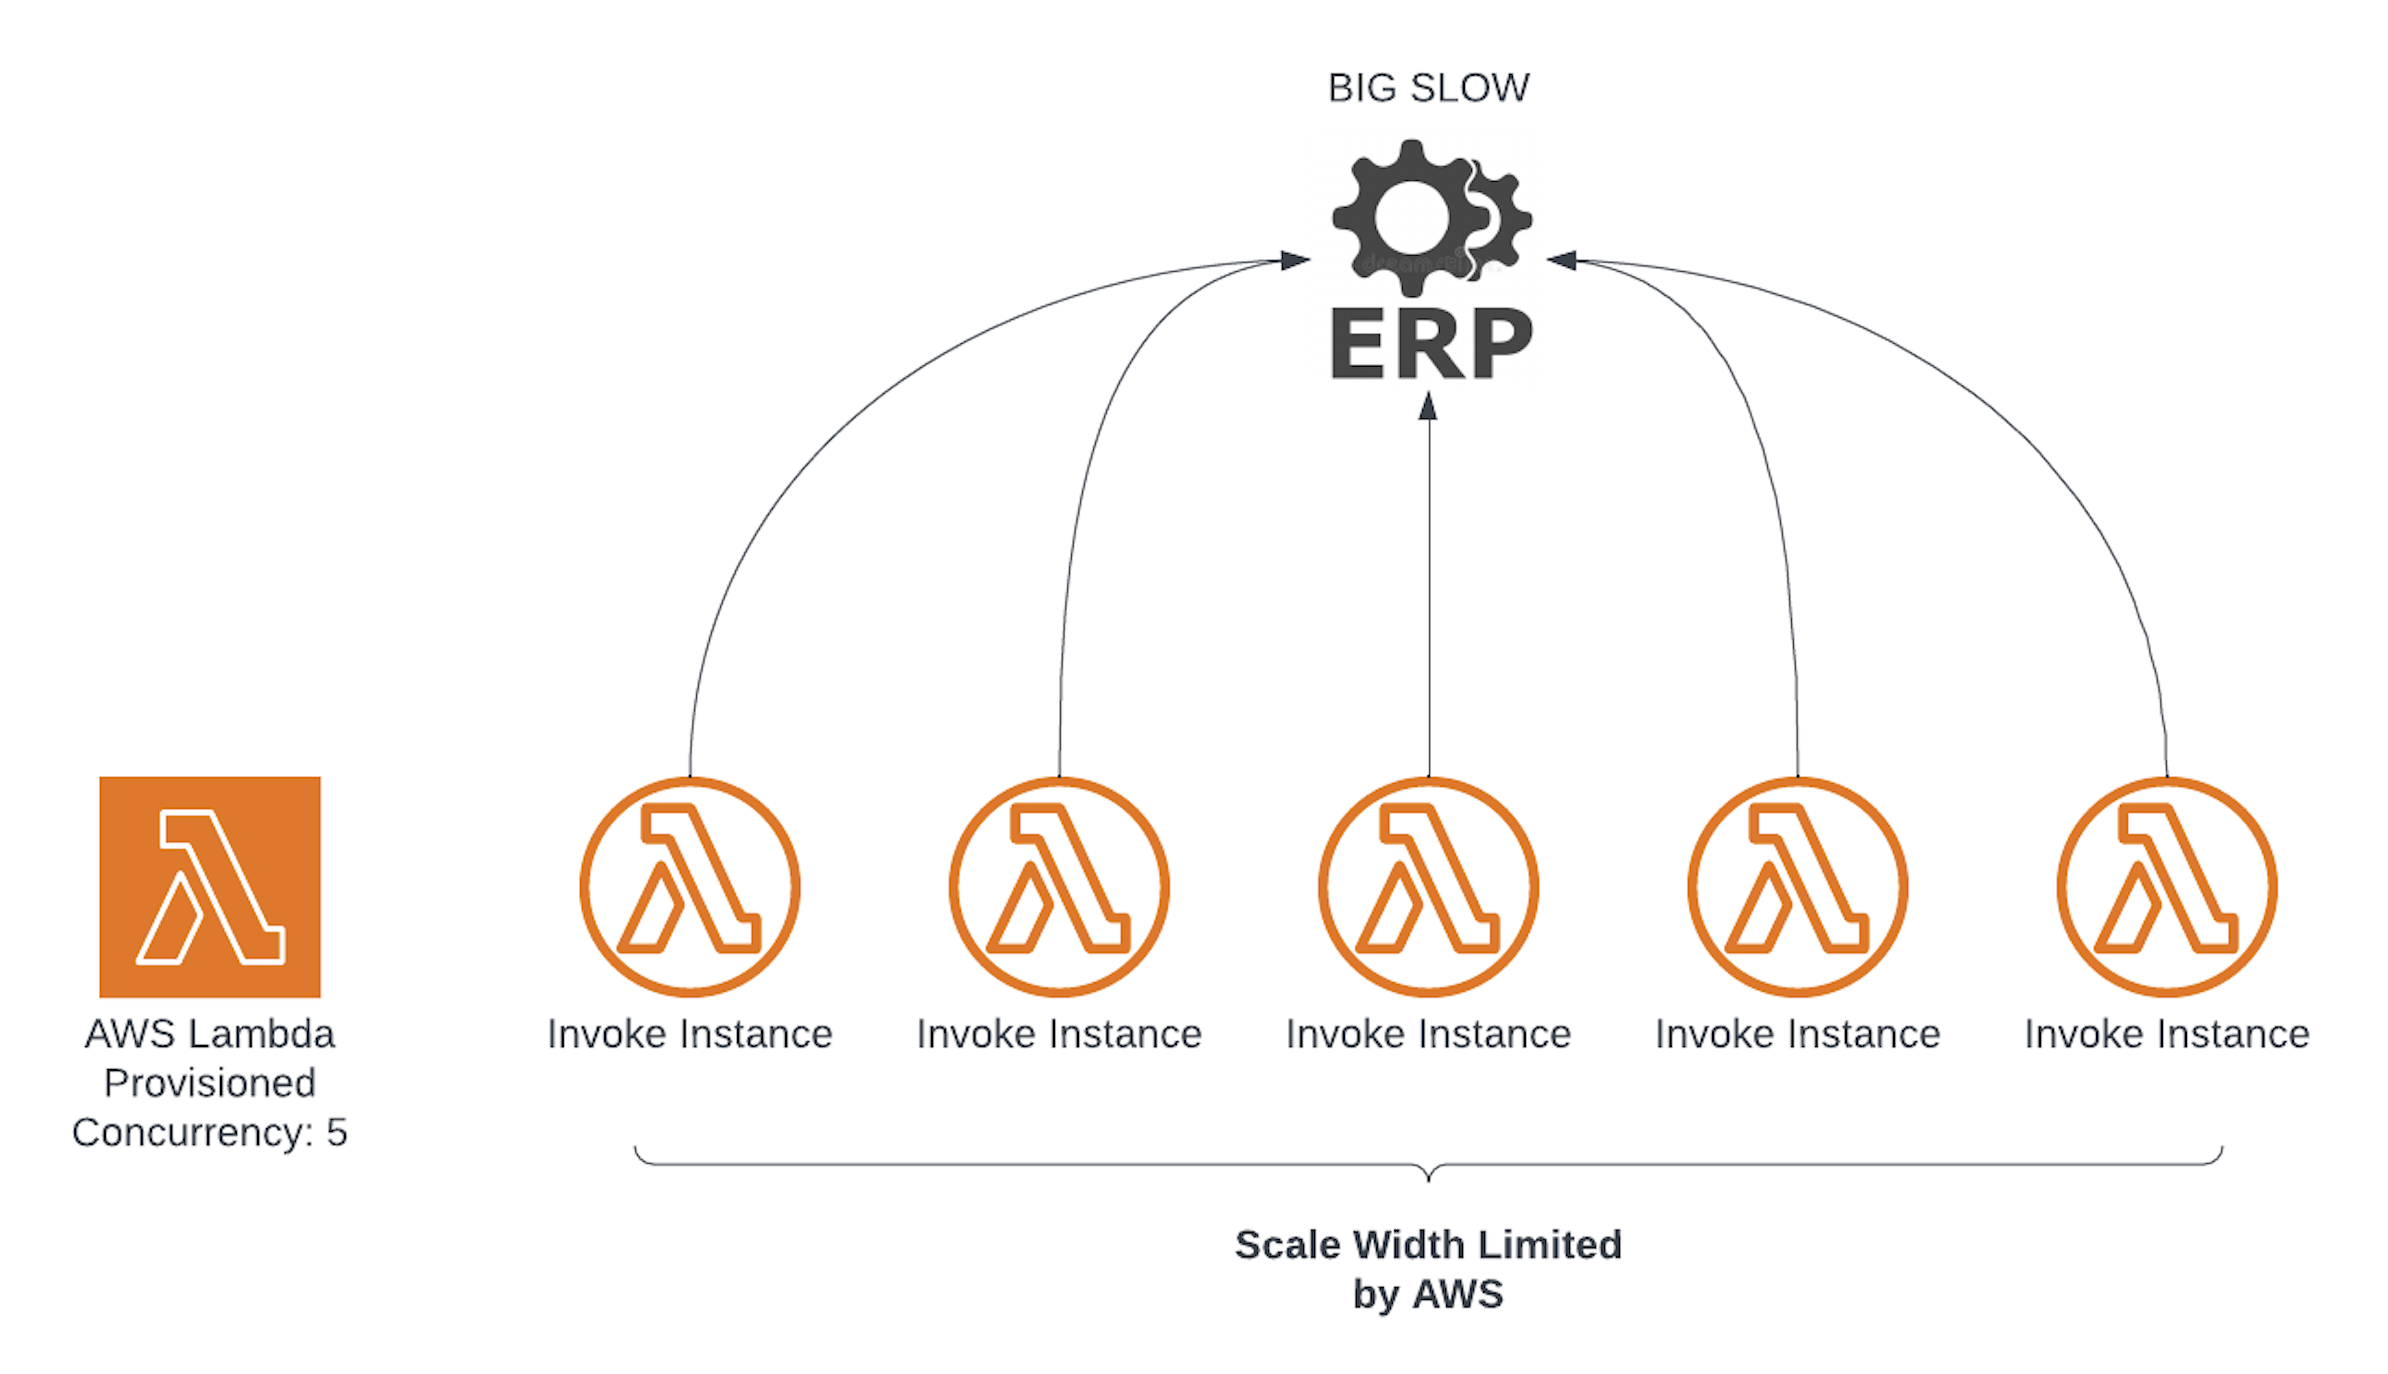 BIG SLOW
ERP
AWS Lambda
Provisioned
Concurrency: 5
Invoke Instance
Invoke Instance
Invoke Instance
Invoke Instance
Invoke Instance
Scale Width Limited
by AWS